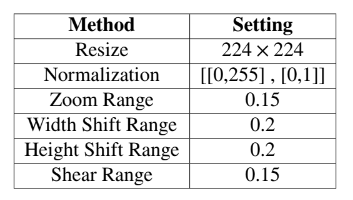 Method Setting
Resize 224 × 224
Normalization [[0,255] , [0,1]]
Zoom Range 0.15
Width Shift Range 0.2
Height Shift Range 0.2
Shear Range 0.15